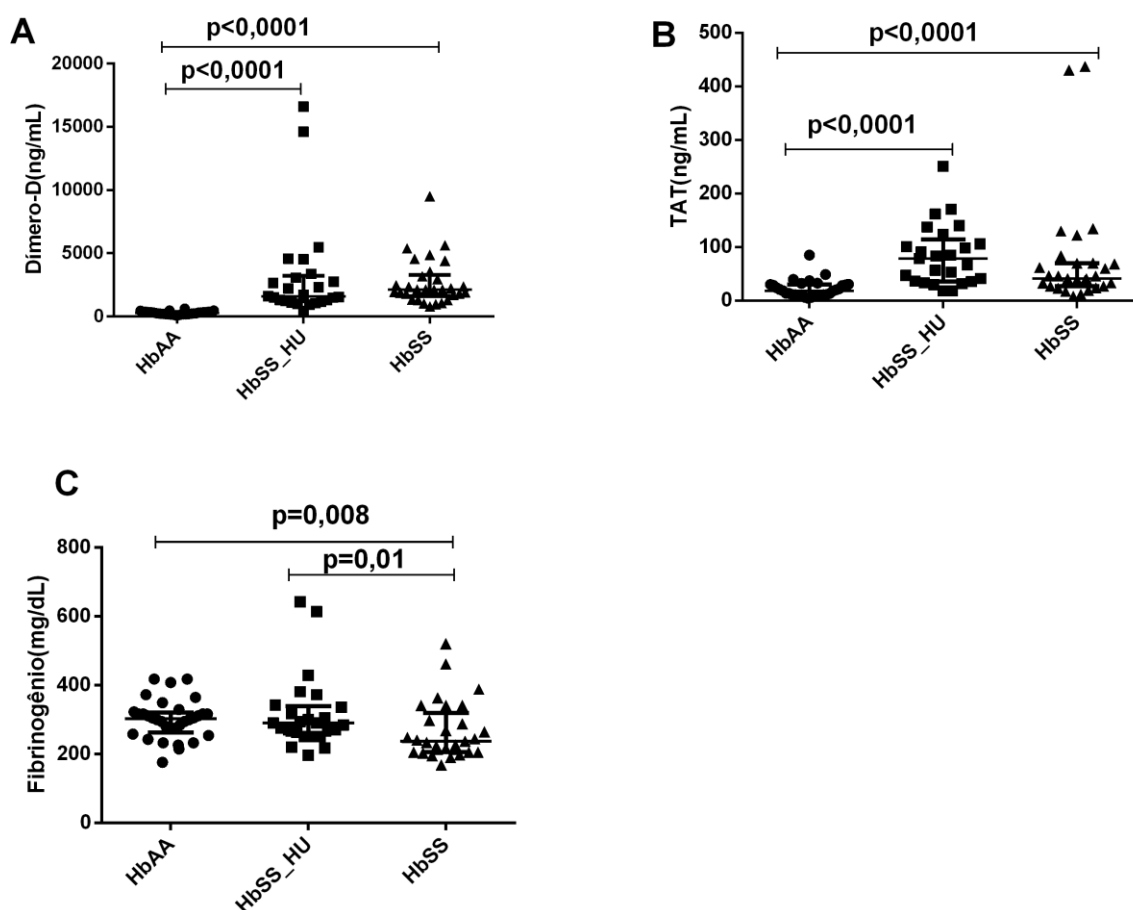 A
p<0,0001
p<0,0001
Dímero-D(ng/mL)
20000
15000
10000
5000
0
HbAA
HbSS_HU
HbSS
B
p<0,0001
p<0,0001
TAT(ng/mL)
500
400
300
200
100
0
HbAA
HbSS_HU
HbSS
C
p=0,008
p=0,01
Fibrinogênio(mg/dL)
800
600
400
200
0
HbAA
HbSS_HU
HbSS